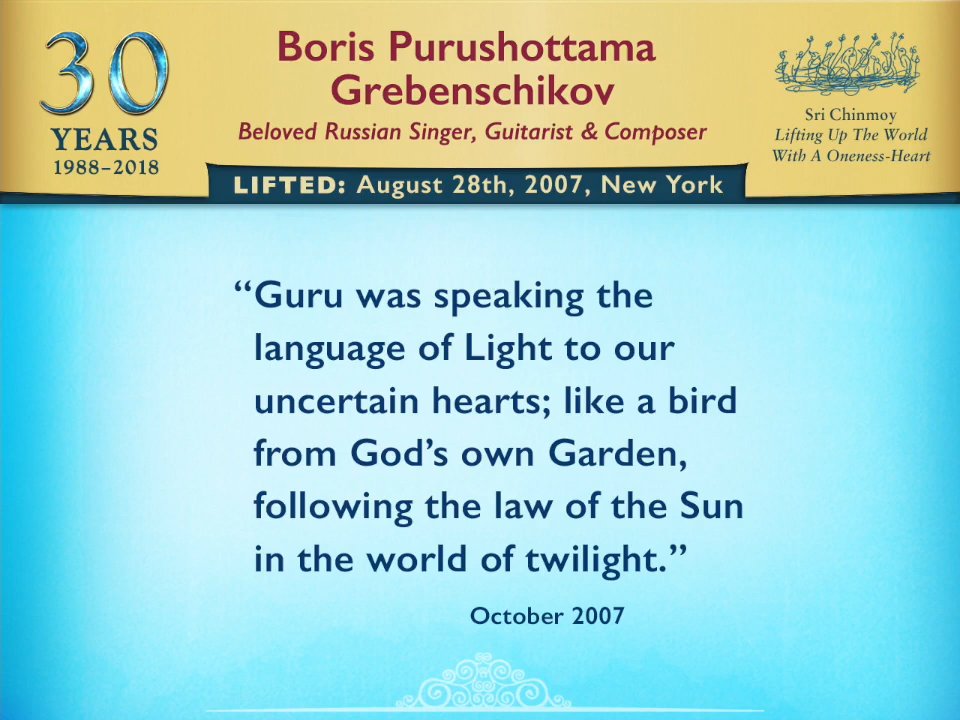 30
YEARS
1988–2018
Boris Purushottama
Grebenschikov
Beloved Russian Singer, Guitarist & Composer
Sri Chinmoy
Lifting Up The World
With A Oneness-Heart
LIFTED: August 28th, 2007, New York
“Guru was speaking the
language of Light to our
uncertain hearts; like a bird
from God’s own Garden,
following the law of the Sun
in the world of twilight.”
October 2007